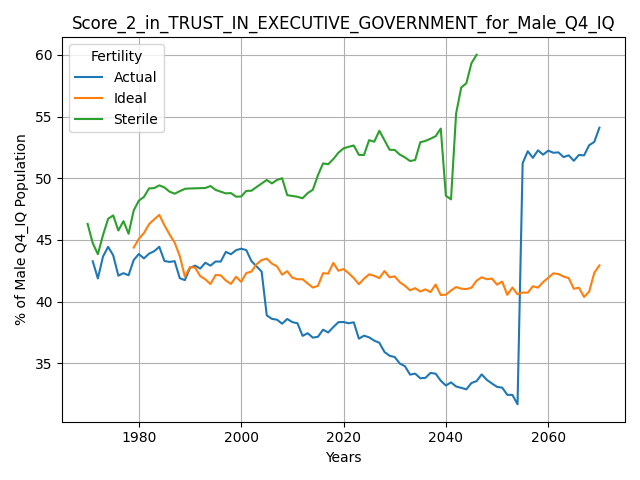 Score_2_in_TRUST_IN_EXECUTIVE_GOVERNMENT_for_Male_Q4_IQ
Fertility
Actual
Ideal
Sterile
% of Male Q4_IQ Population
60
55
50
45
40
35
1980
2000
2020
2040
2060
Years